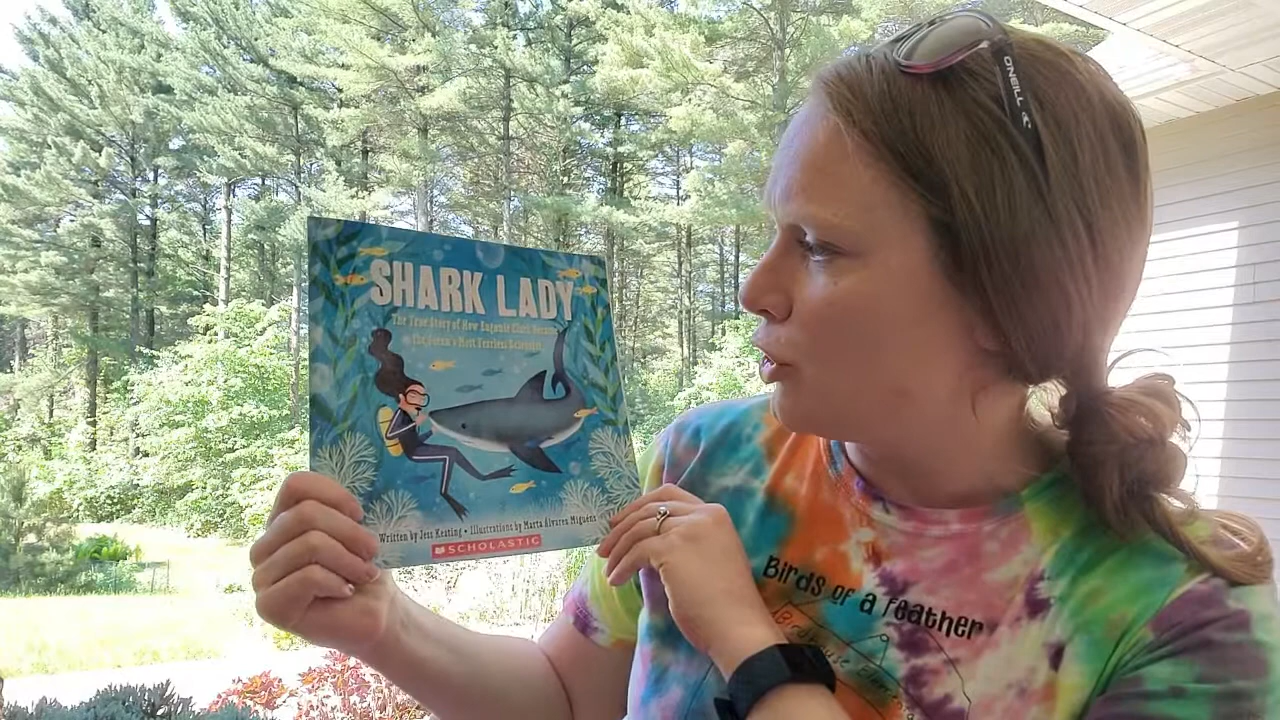 SHARK LADY
The True Story of How Eugenie Clark Became
the Ocean's Most Fearless Scientist
Written by Jess Keating • Illustrations by Marta Álvarez Miguéns
SCHOLASTIC
O'NEILL
Birds of a feather